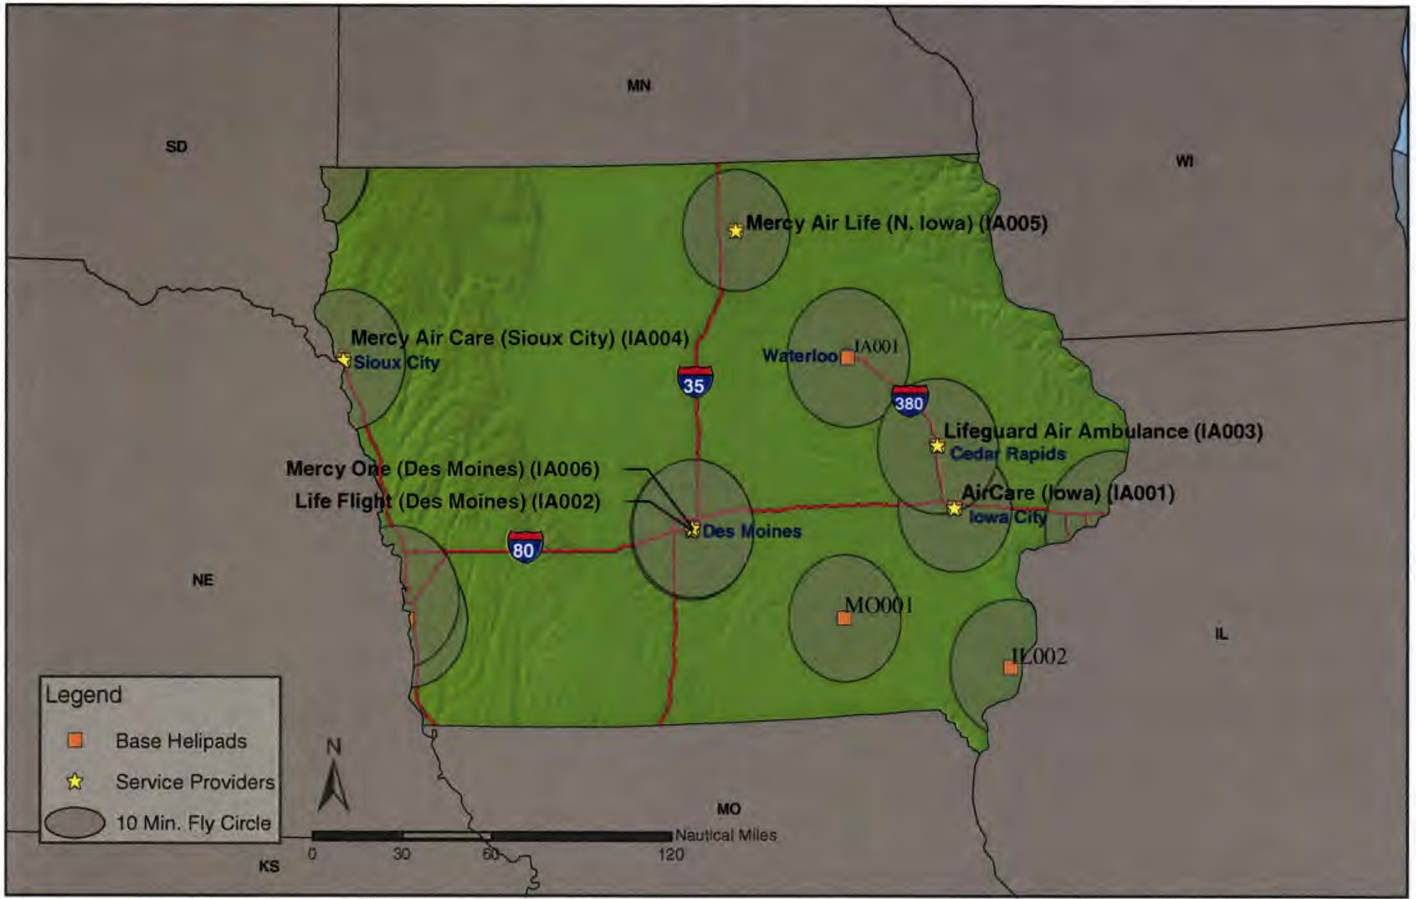 MN
SD
WI
Mercy Air Life (N. Iowa) (IA005)
Mercy Air Care (Sioux City) (IA004)
Sioux City
Waterloo
IA001
35
380
Lifeguard Air Ambulance (IA003)
Cedar Rapids
Mercy One (Des Moines) (IA006)
Life Flight (Des Moines) (IA002)
AirCare (Iowa) (IA001)
Iowa City
Des Moines
80
NE
MO001
IL
IL002
Legend
Base Helipads
Service Providers
10 Min. Fly Circle
N
MO
Nautical Miles
0 30 60 120
KS